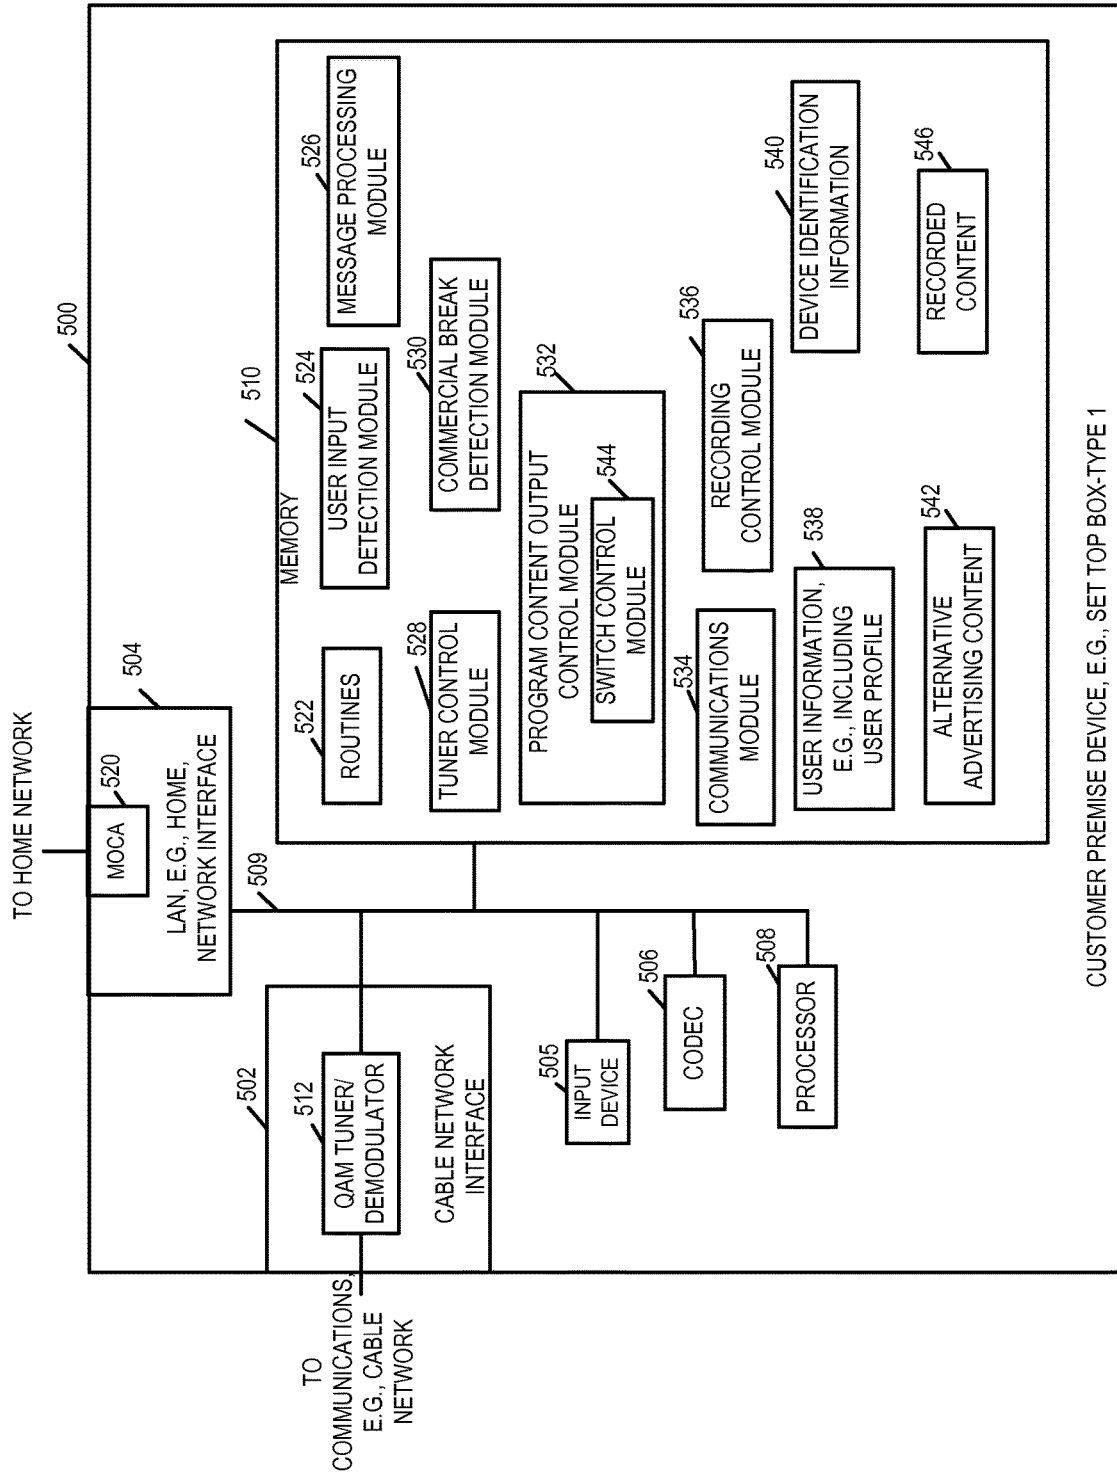 TO HOME NETWORK
500
504
520
MOCA
LAN, E.G., HOME,
NETWORK INTERFACE
509
502
512
QAM TUNER/
DEMODULATOR
CABLE NETWORK
INTERFACE
TO
COMMUNICATIONS,
E.G., CABLE
NETWORK
505
INPUT
DEVICE
506
CODEC
508
PROCESSOR
510
MEMORY
522
ROUTINES
524
USER INPUT
DETECTION MODULE
526
MESSAGE PROCESSING
MODULE
528
TUNER CONTROL
MODULE
530
COMMERCIAL BREAK
DETECTION MODULE
532
PROGRAM CONTENT OUTPUT
CONTROL MODULE
544
SWITCH CONTROL
MODULE
534
COMMUNICATIONS
MODULE
536
RECORDING
CONTROL MODULE
538
USER INFORMATION,
E.G., INCLUDING
USER PROFILE
540
DEVICE IDENTIFICATION
INFORMATION
542
ALTERNATIVE
ADVERTISING CONTENT
546
RECORDED
CONTENT
CUSTOMER PREMISE DEVICE, E.G., SET TOP BOX-TYPE 1